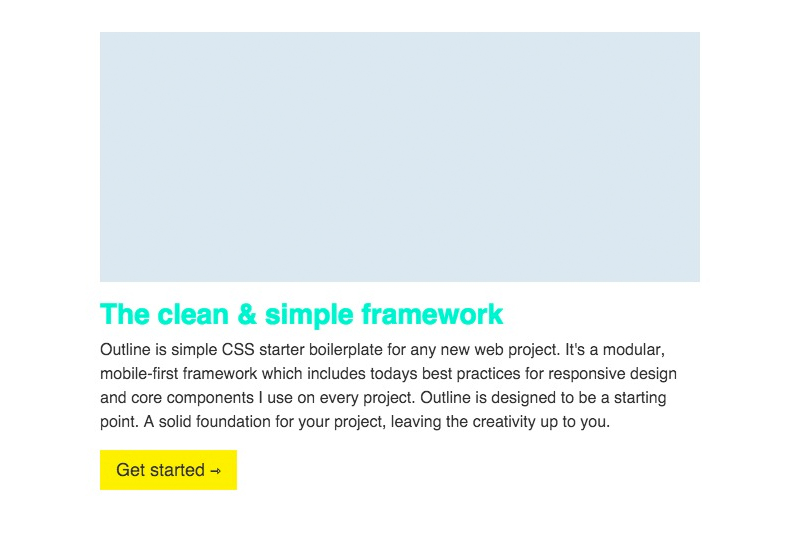 The clean & simple framework
Outline is simple CSS starter boilerplate for any new web project. It's a modular,
mobile-first framework which includes todays best practices for responsive design
and core components I use on every project. Outline is designed to be a starting
point. A solid foundation for your project, leaving the creativity up to you.
Get started →